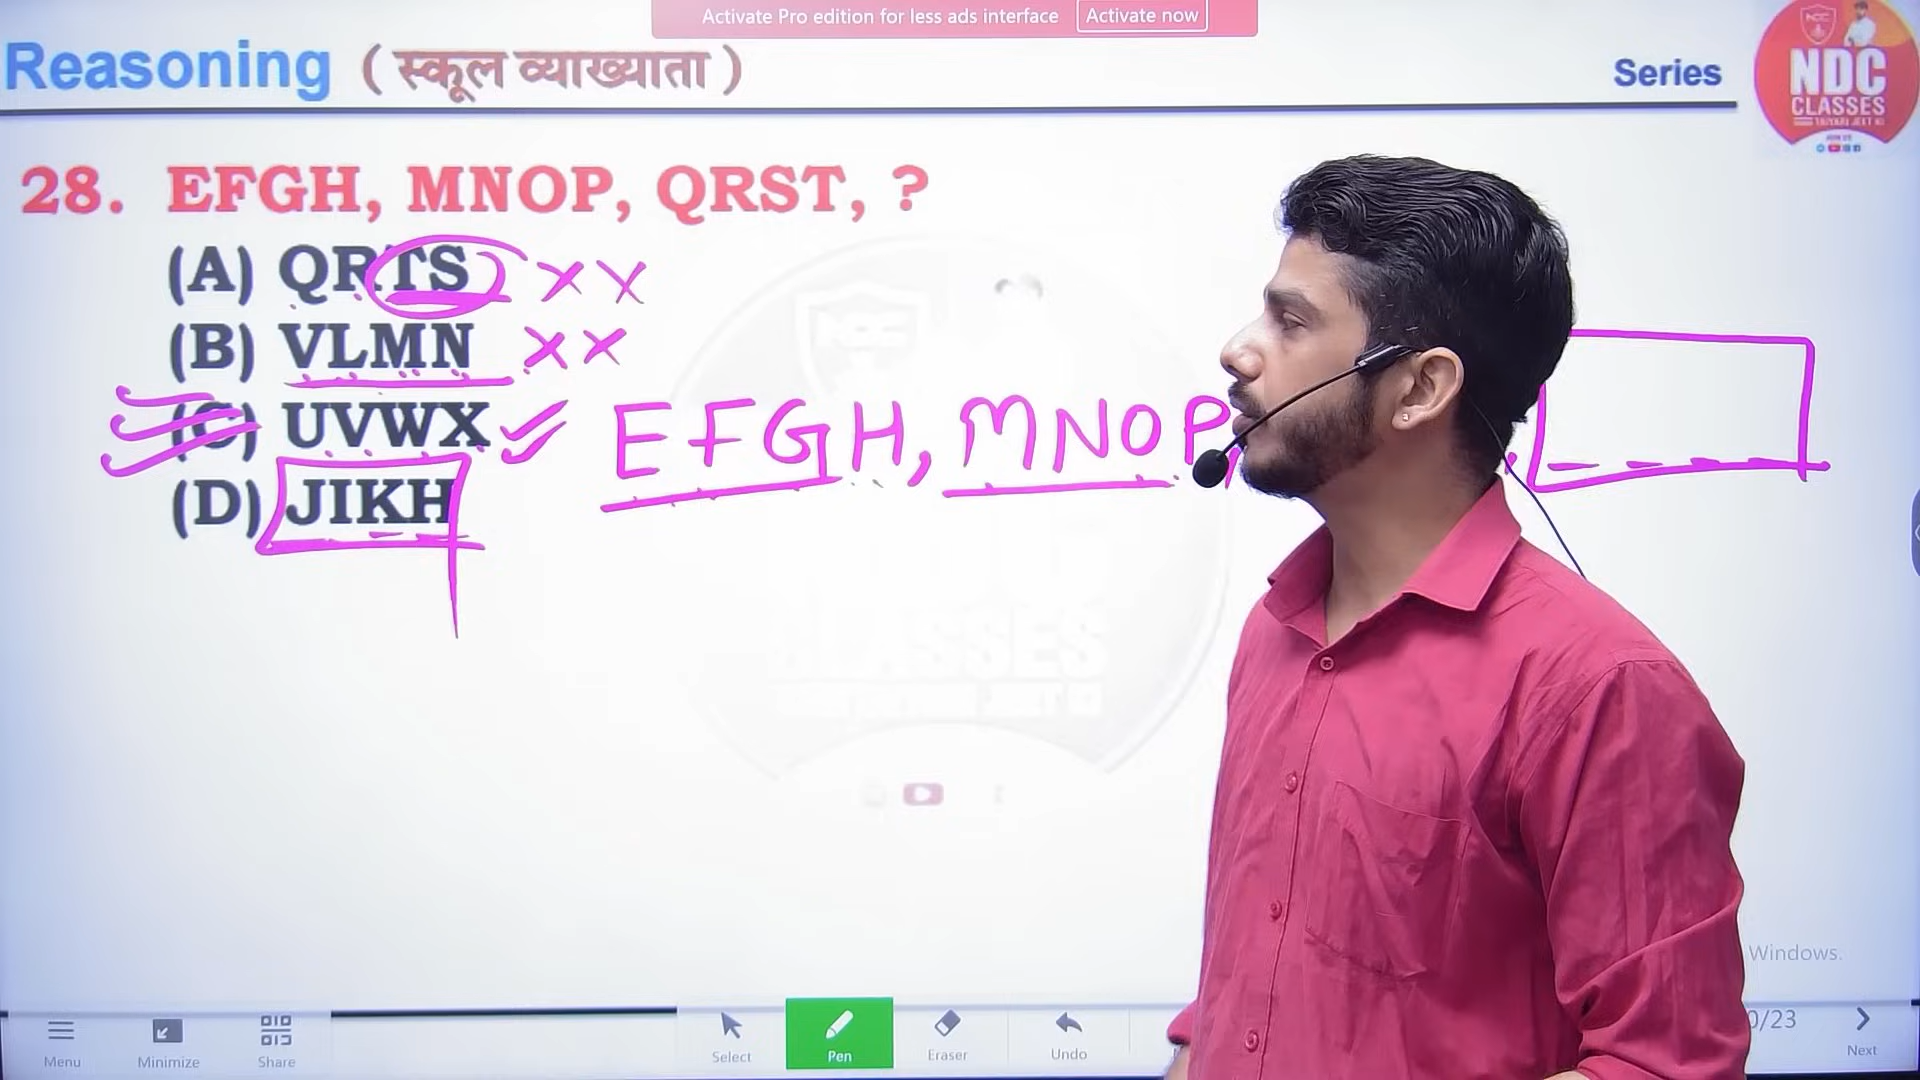 Activate Pro edition for less ads interface Activate now
Reasoning ( स्कूल व्याख्याता ) Series
NDC
CLASSES
28. EFGH, MNOP, QRST, ?
(A) QRTS
(B) VLMN
(C) UVWX
(D) JIKH
EFGH, MNOP,
Windows.
/23
Menu Minimize Share Select Pen Eraser Undo Next